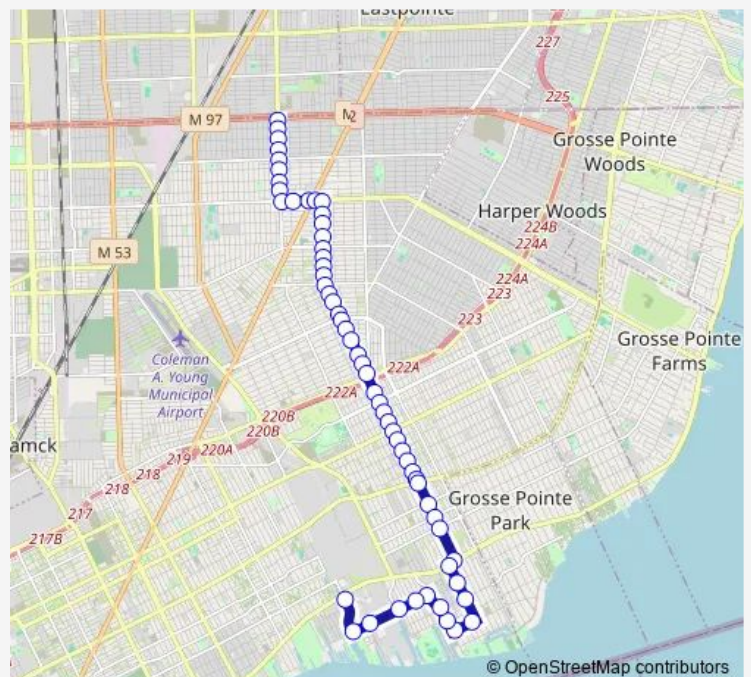 Eastpointe
227
225
M 97
M2
Grosse Pointe
Woods
Harper Woods
224B
224A
M 53
224A
223
223
Grosse Pointe
Farms
Coleman
A. Young
Municipal
Airport
222A
222A
220B
220B
220A
219
218
218
217
217B
amck
Grosse Pointe
Park
© OpenStreetMap contributors